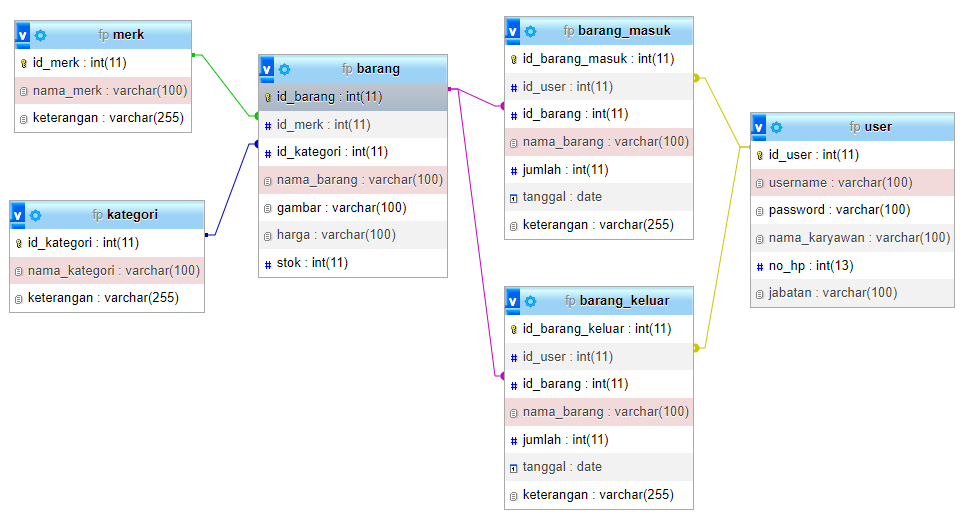 v fp merk
id_merk : int(11)
nama_merk : varchar(100)
keterangan : varchar(255)
v fp kategori
id_kategori : int(11)
nama_kategori : varchar(100)
keterangan : varchar(255)
v fp barang
id_barang : int(11)
# id_merk : int(11)
# id_kategori : int(11)
nama_barang : varchar(100)
gambar : varchar(100)
harga : varchar(100)
# stok : int(11)
v fp barang_masuk
id_barang_masuk : int(11)
# id_user : int(11)
# id_barang : int(11)
nama_barang : varchar(100)
# jumlah : int(11)
tanggal : date
keterangan : varchar(255)
v fp barang_keluar
id_barang_keluar : int(11)
# id_user : int(11)
# id_barang : int(11)
nama_barang : varchar(100)
# jumlah : int(11)
tanggal : date
keterangan : varchar(255)
v fp user
id_user : int(11)
username : varchar(100)
password : varchar(100)
nama_karyawan : varchar(100)
# no_hp : int(13)
jabatan : varchar(100)